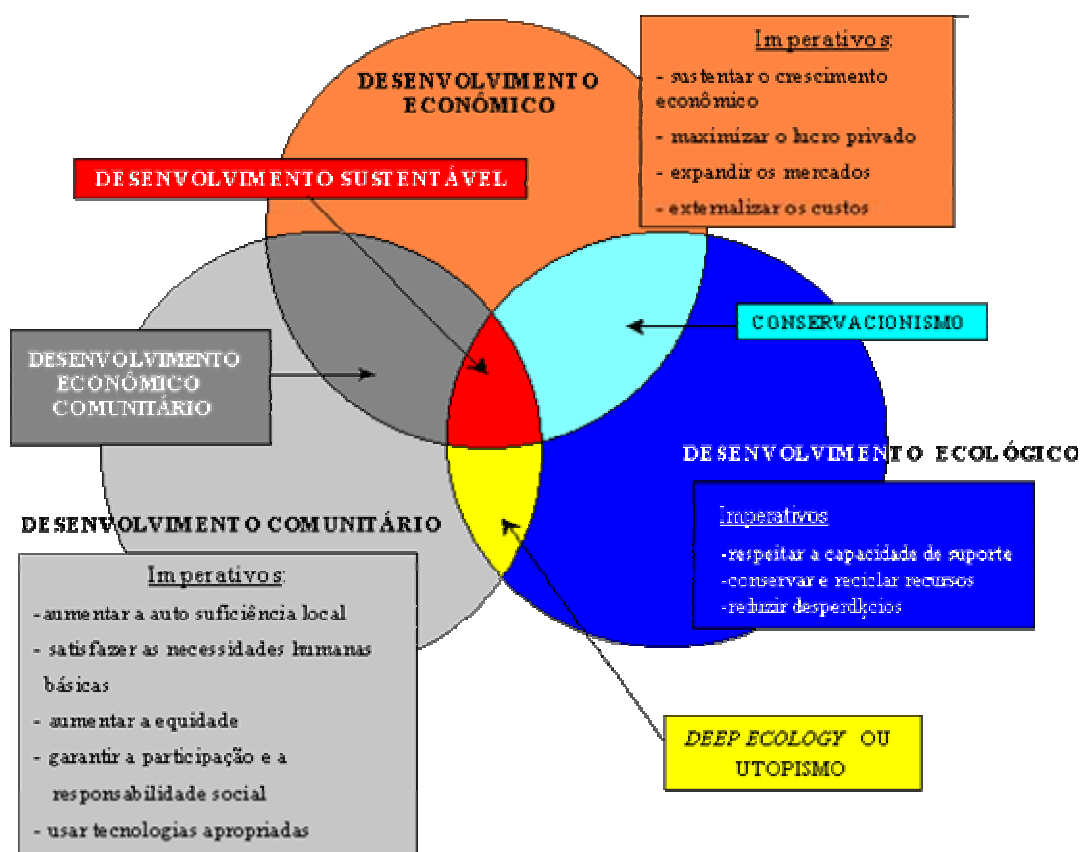 DESENVOLVIMENTO
ECONÓMICO
Imperativos:
- sustentar o crescimento
econômico
- maximizar o lucro privado
- expandir os mercados
- externalizar os custos
DESENVOLVIMENTO SUSTENTÁVEL
CONSERVACIONISMO
DESENVOLVIMENTO
ECONÓMICO
COMUNITÁRIO
DESENVOLVIMENTO ECOLÓGICO
Imperativos
-respeitar a capacidade de suporte
-conservar e reciclar recursos
-reduzir desperdícios
DESENVOLVIMENTO COMUNITÁRIO
Imperativos:
-aumentar a auto suficiência local
- satisfazer as necessidades humanas
básicas
- aumentar a equidade
- garantir a participação e a
responsabilidade social
- usar tecnologias apropriadas
DEEP ECOLOGY OU
UTOPISMO